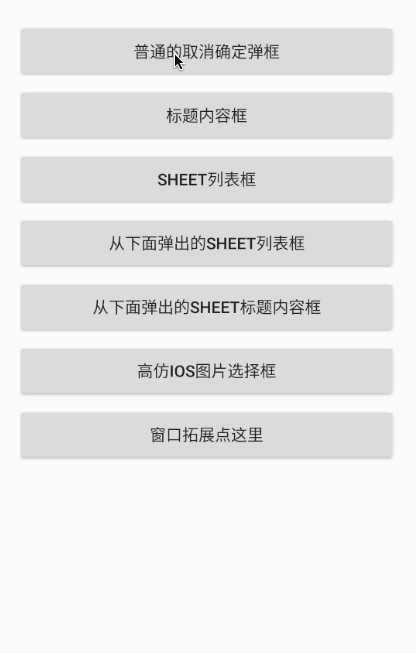 普通的取消确定弹框
标题内容框
SHEET列表框
从下面弹出的SHEET列表框
从下面弹出的SHEET标题内容框
高仿IOS图片选择框
窗口拓展点这里